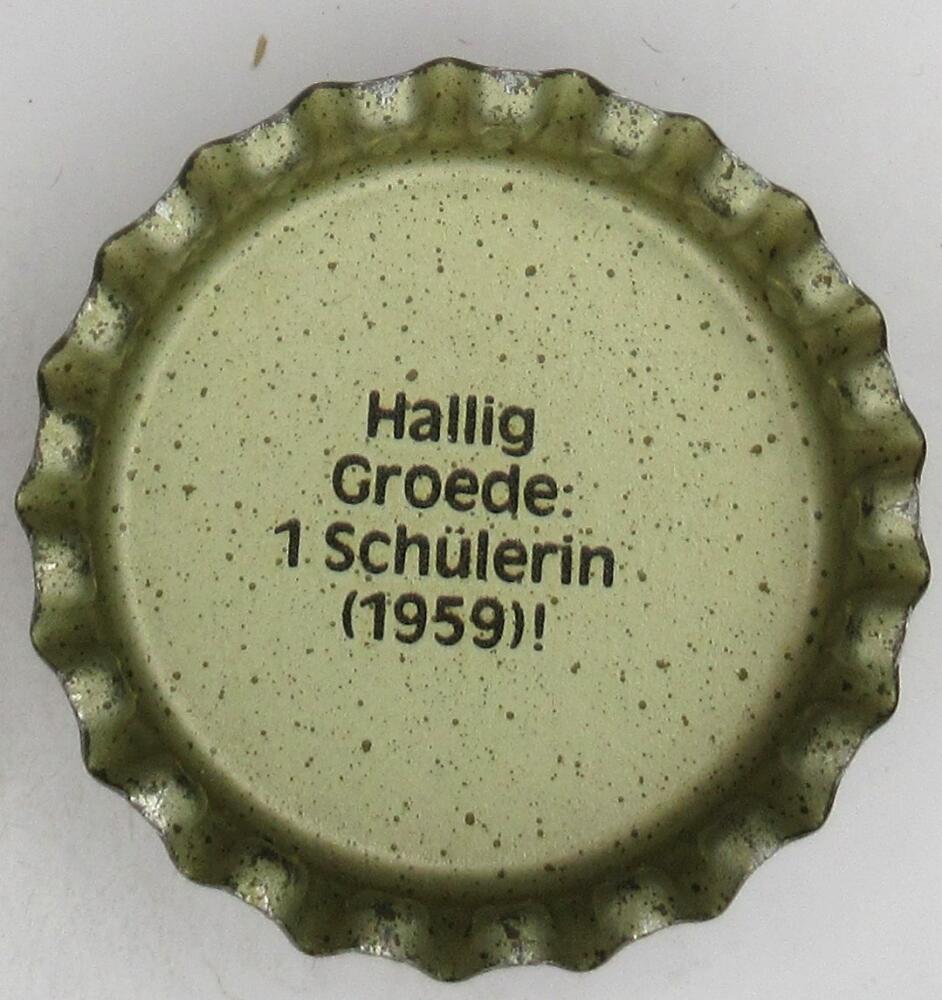 Hallig
Groede:
1 Schülerin
(1959)!